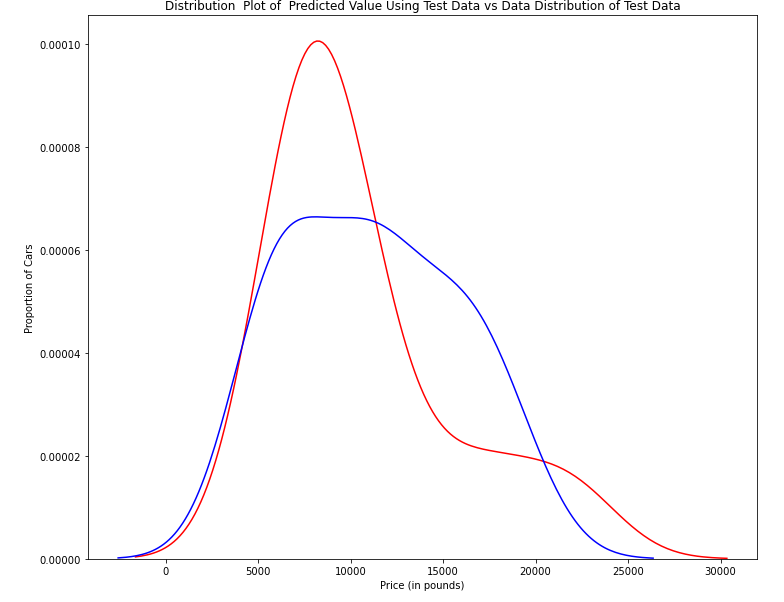 Distribution  Plot of  Predicted Value Using Test Data vs Data Distribution of Test Data
0.00010
0.00008
0.00006
0.00004
0.00002
0.00000
Proportion of Cars
0 5000 10000 15000 20000 25000 30000
Price (in pounds)